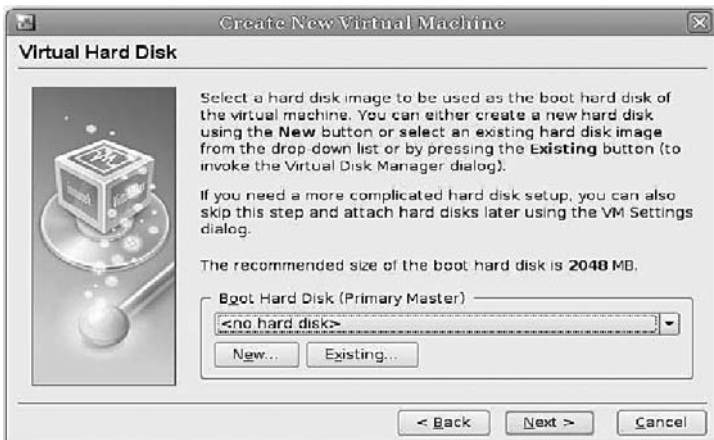 Create New Virtual Machine
Virtual Hard Disk
Select a hard disk image to be used as the boot hard disk of
the virtual machine. You can either create a new hard disk
using the New button or select an existing hard disk image
from the drop-down list or by pressing the Existing button (to
invoke the Virtual Disk Manager dialog).
If you need a more complicated hard disk setup, you can also
skip this step and attach hard disks later using the VM Settings
dialog.
The recommended size of the boot hard disk is 2048 MB.
Boot Hard Disk (Primary Master)
<no hard disk>
New... Existing...
< Back Next > Cancel